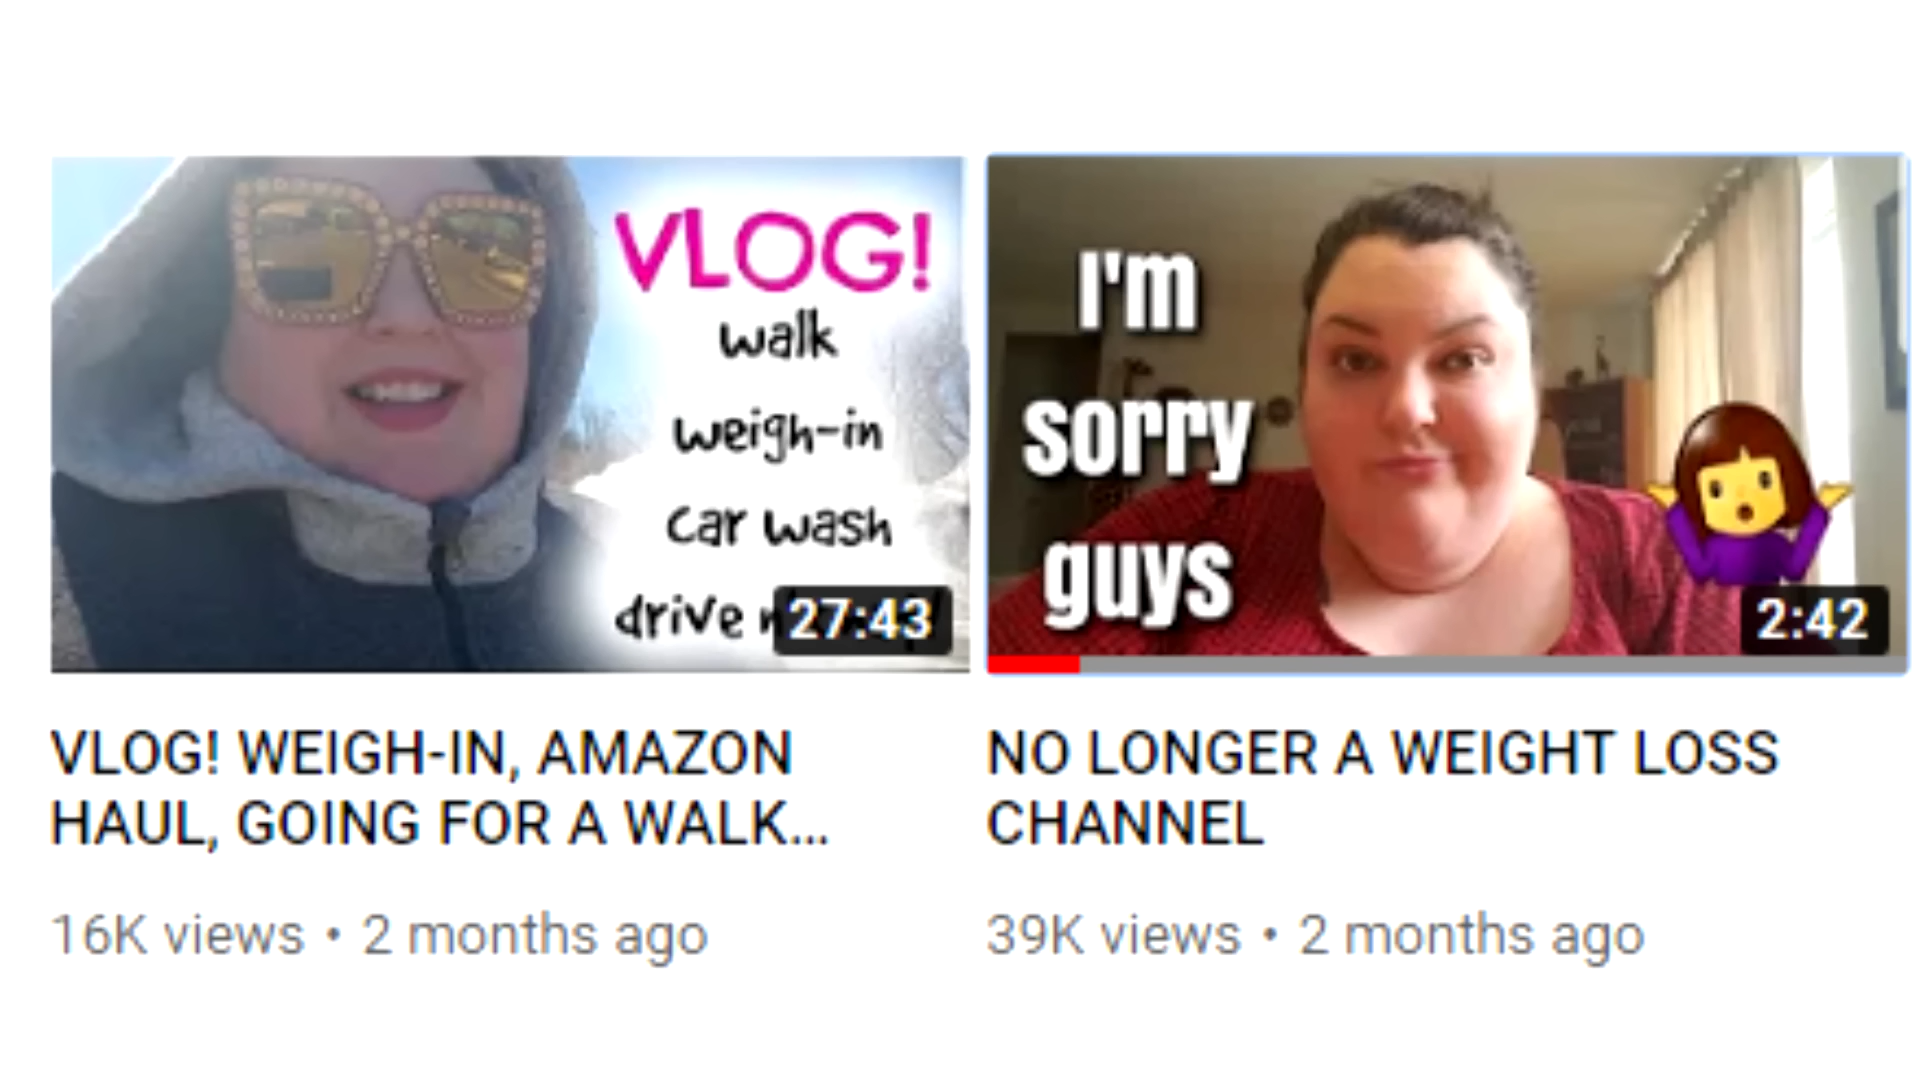 VLOG!
walk
weigh-in
car wash
drive
27:43
I'm
sorry
guys
2:42
VLOG! WEIGH-IN, AMAZON
HAUL, GOING FOR A WALK...
16K views • 2 months ago
NO LONGER A WEIGHT LOSS
CHANNEL
39K views • 2 months ago